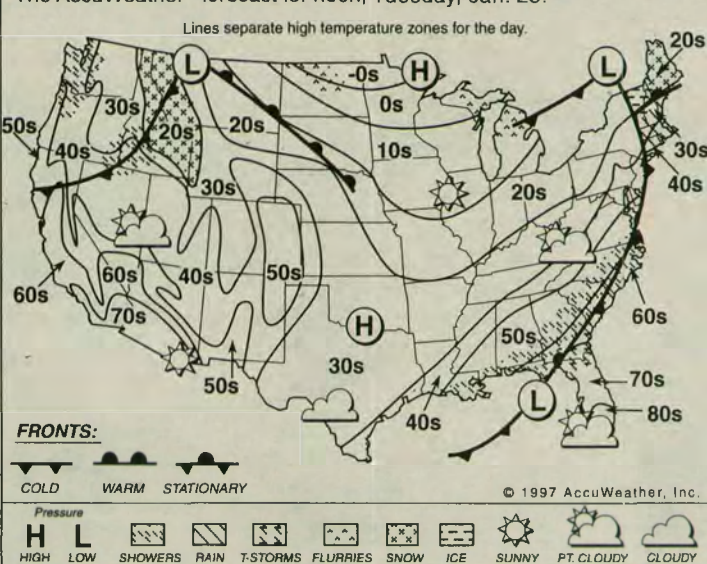 The AccuWeather forecast for noon, Tuesday, Jan. 28.
Lines separate high temperature zones for the day.
L
-0s
H
L
20s
30s
0s
50s
20s
20s
10s
40s
30s
30s
20s
40s
60s
40s
50s
60s
60s
70s
H
50s
30s
50s
70s
40s
L
80s
FRONTS:
COLD WARM STATIONARY
© 1997 AccuWeather, Inc.
Pressure
H L
HIGH LOW SHOWERS RAIN T-STORMS FLURRIES SNOW ICE SUNNY PT. CLOUDY CLOUDY